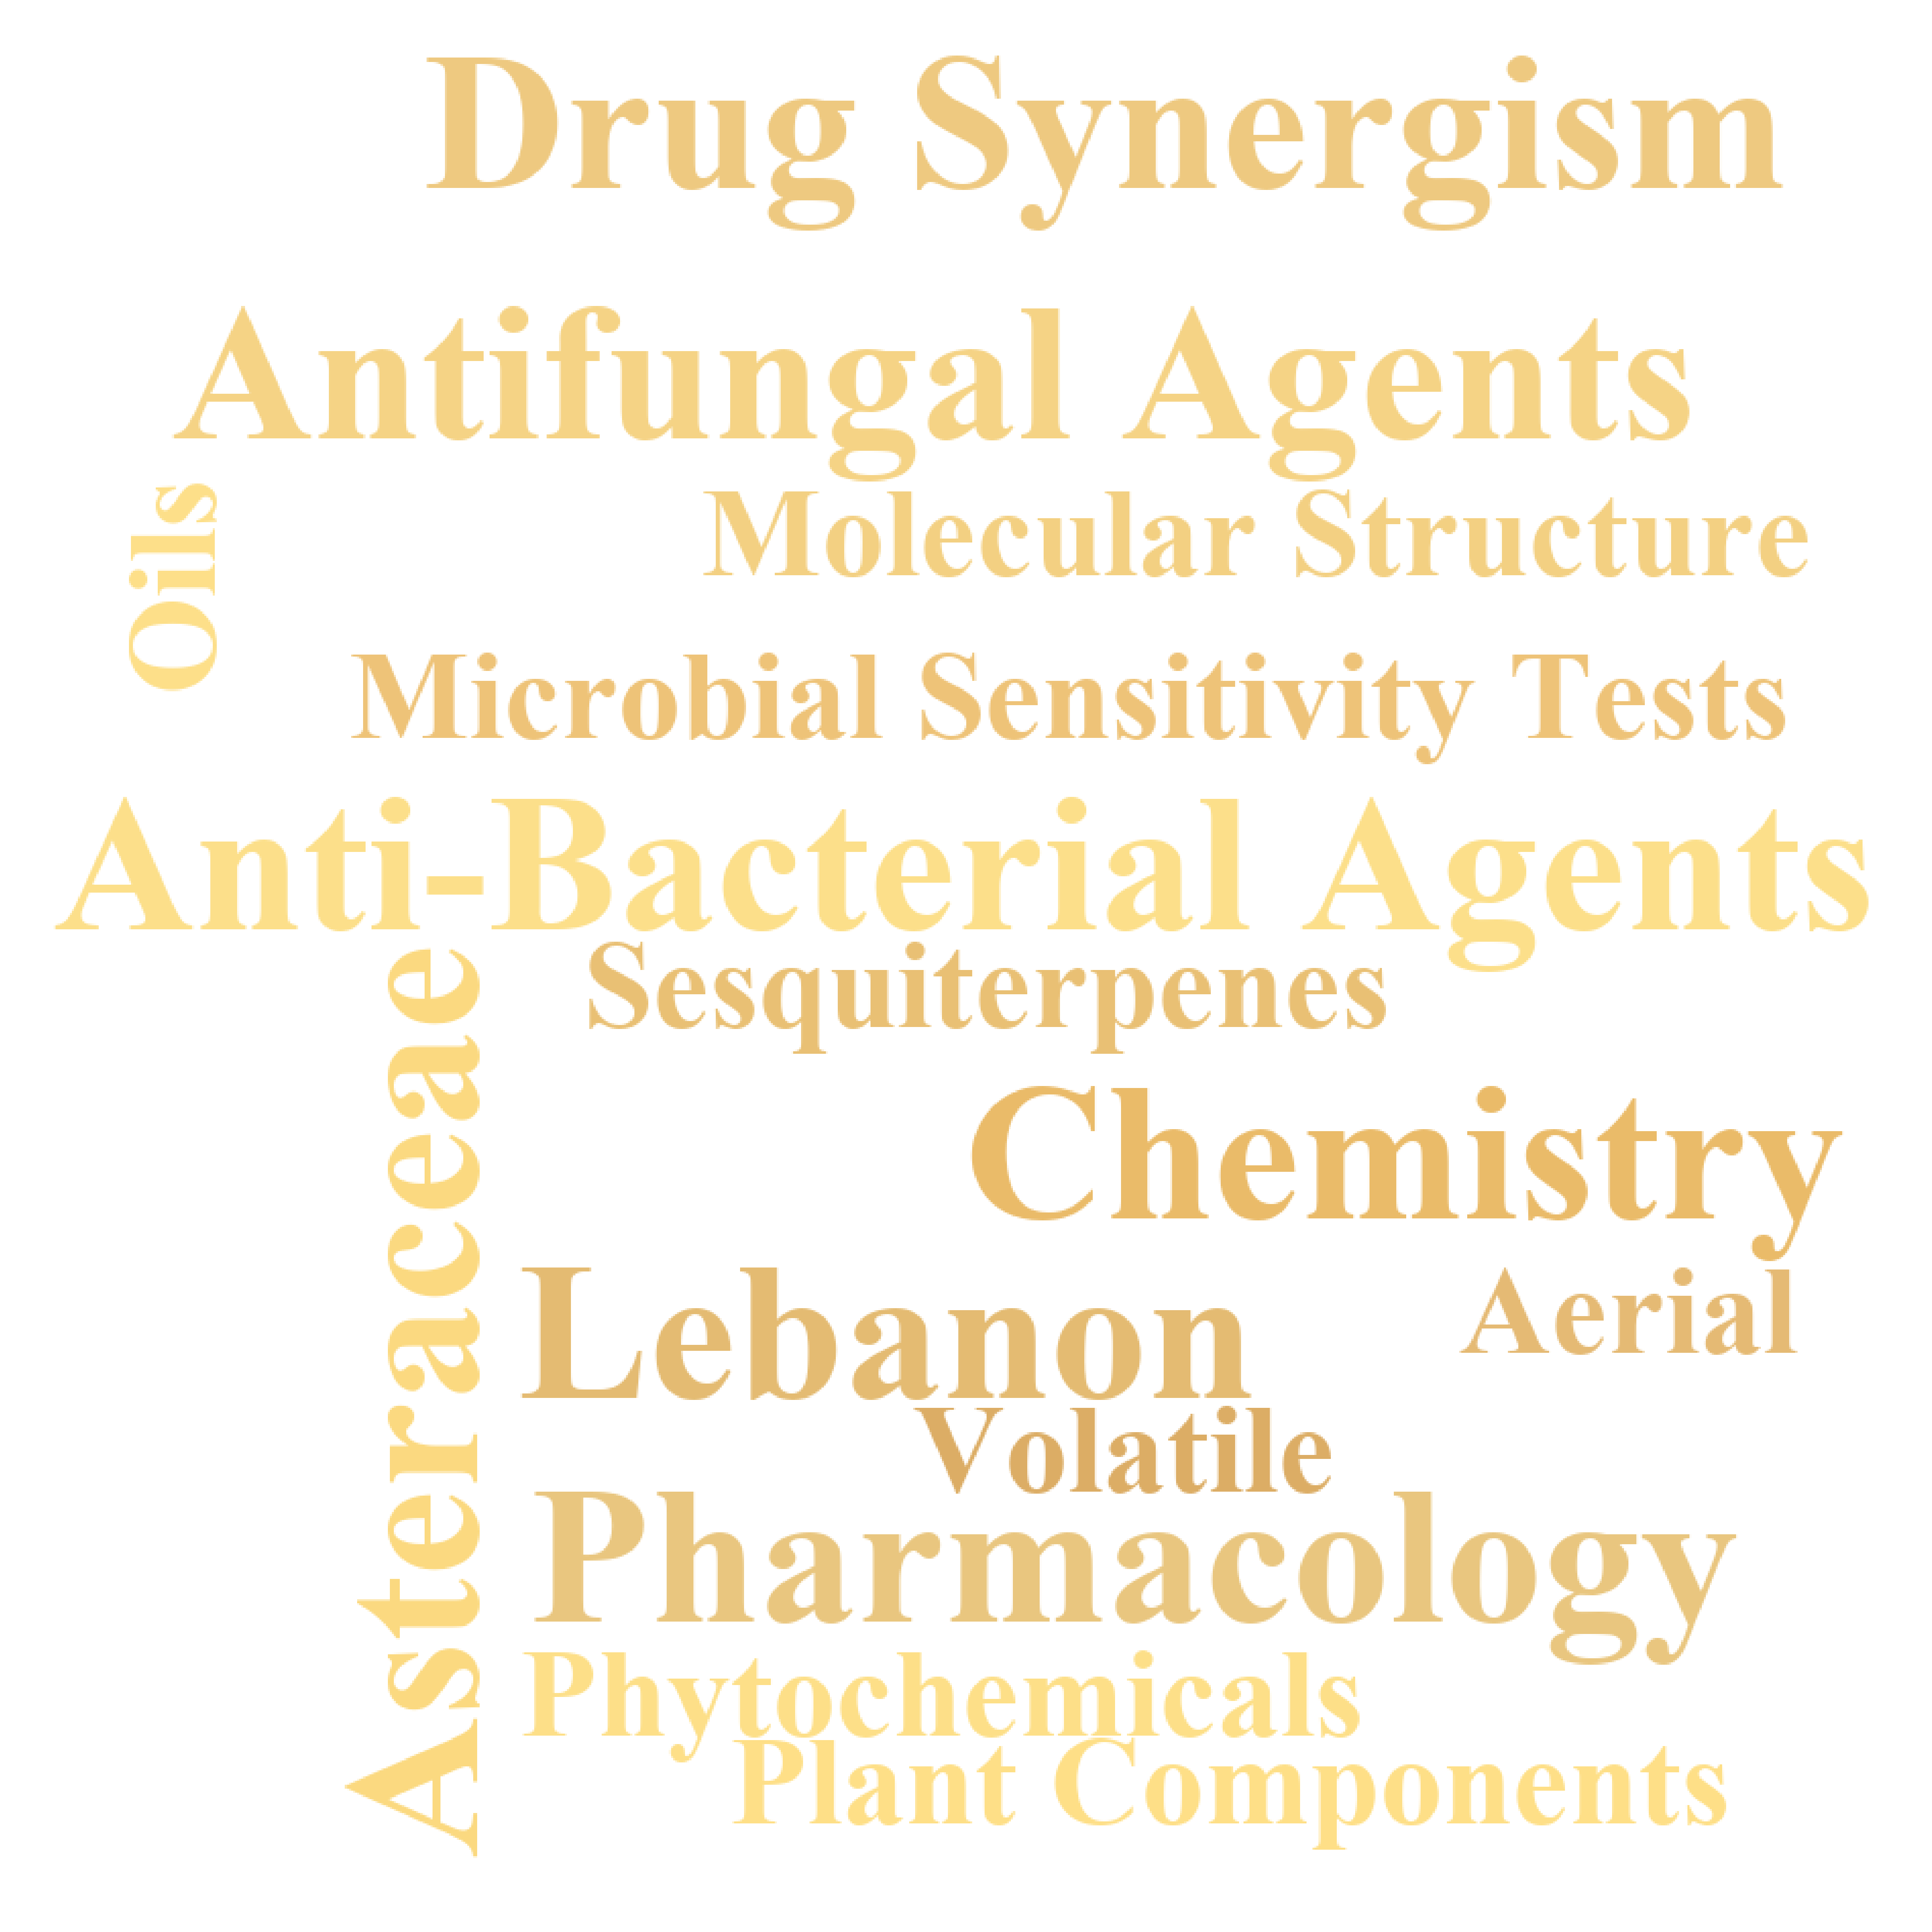 Drug Synergism
Antifungal Agents
Oils
Molecular Structure
Microbial Sensitivity Tests
Anti-Bacterial Agents
Sesquiterpenes
Asteraceae
Chemistry
Lebanon
Aerial
Volatile
Pharmacology
Phytochemicals
Plant Components